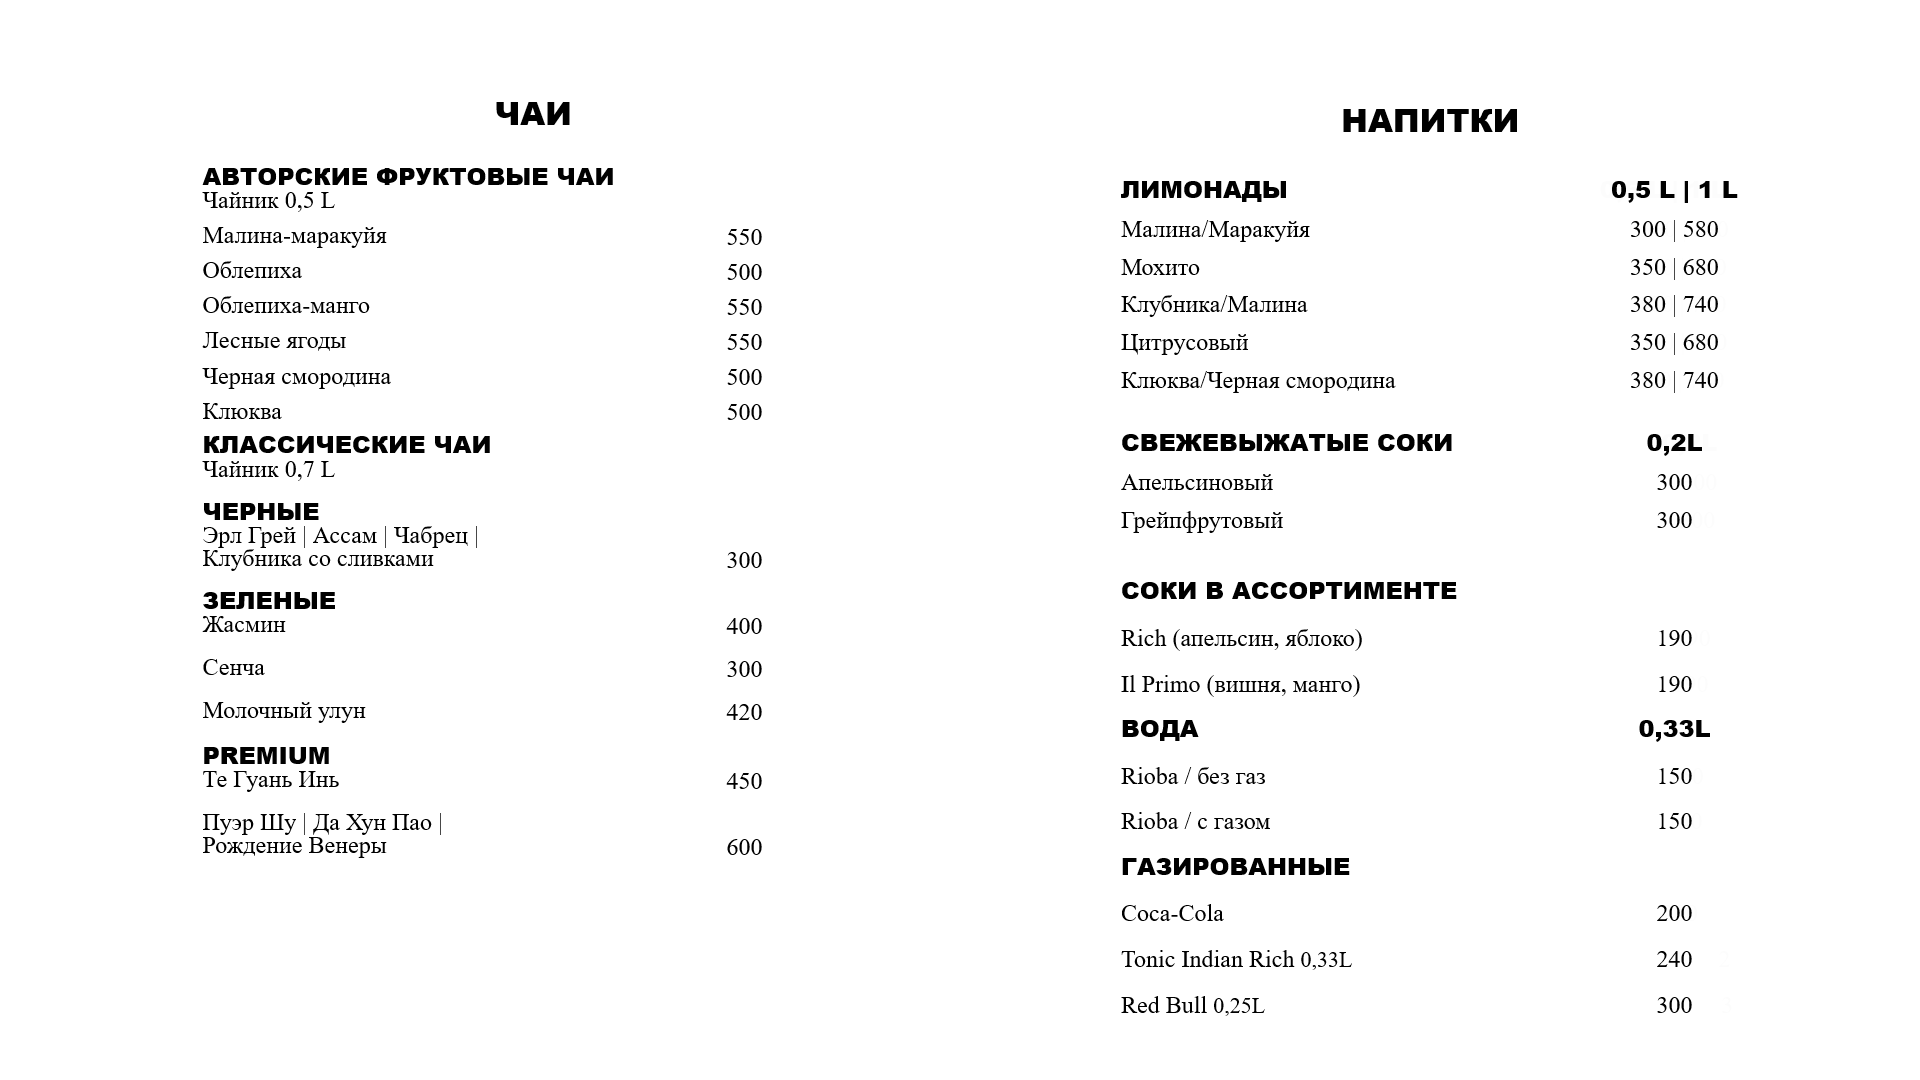 ЧАИ
АВТОРСКИЕ ФРУКТОВЫЕ ЧАИ
Чайник 0,5 L
Малина-маракуйя 550
Облепиха 500
Облепиха-манго 550
Лесные ягоды 550
Черная смородина 500
Клюква 500
КЛАССИЧЕСКИЕ ЧАИ
Чайник 0,7 L
ЧЕРНЫЕ
Эрл Грей | Ассам | Чабрец |
Клубника со сливками 300
ЗЕЛЕНЫЕ
Жасмин 400
Сенча 300
Молочный улун 420
PREMIUM
Те Гуань Инь 450
Пуэр Шу | Да Хун Пао |
Рождение Венеры 600
НАПИТКИ
ЛИМОНАДЫ 0,5 L | 1 L
Малина/Маракуйя 300 | 580
Мохито 350 | 680
Клубника/Малина 380 | 740
Цитрусовый 350 | 680
Клюква/Черная смородина 380 | 740
СВЕЖЕВЫЖАТЫЕ СОКИ 0,2L
Апельсиновый 300
Грейпфрутовый 300
СОКИ В АССОРТИМЕНТЕ
Rich (апельсин, яблоко) 190
Il Primo (вишня, манго) 190
ВОДА 0,33L
Rioba / без газ 150
Rioba / с газом 150
ГАЗИРОВАННЫЕ
Coca-Cola 200
Tonic Indian Rich 0,33L 240
Red Bull 0,25L 300